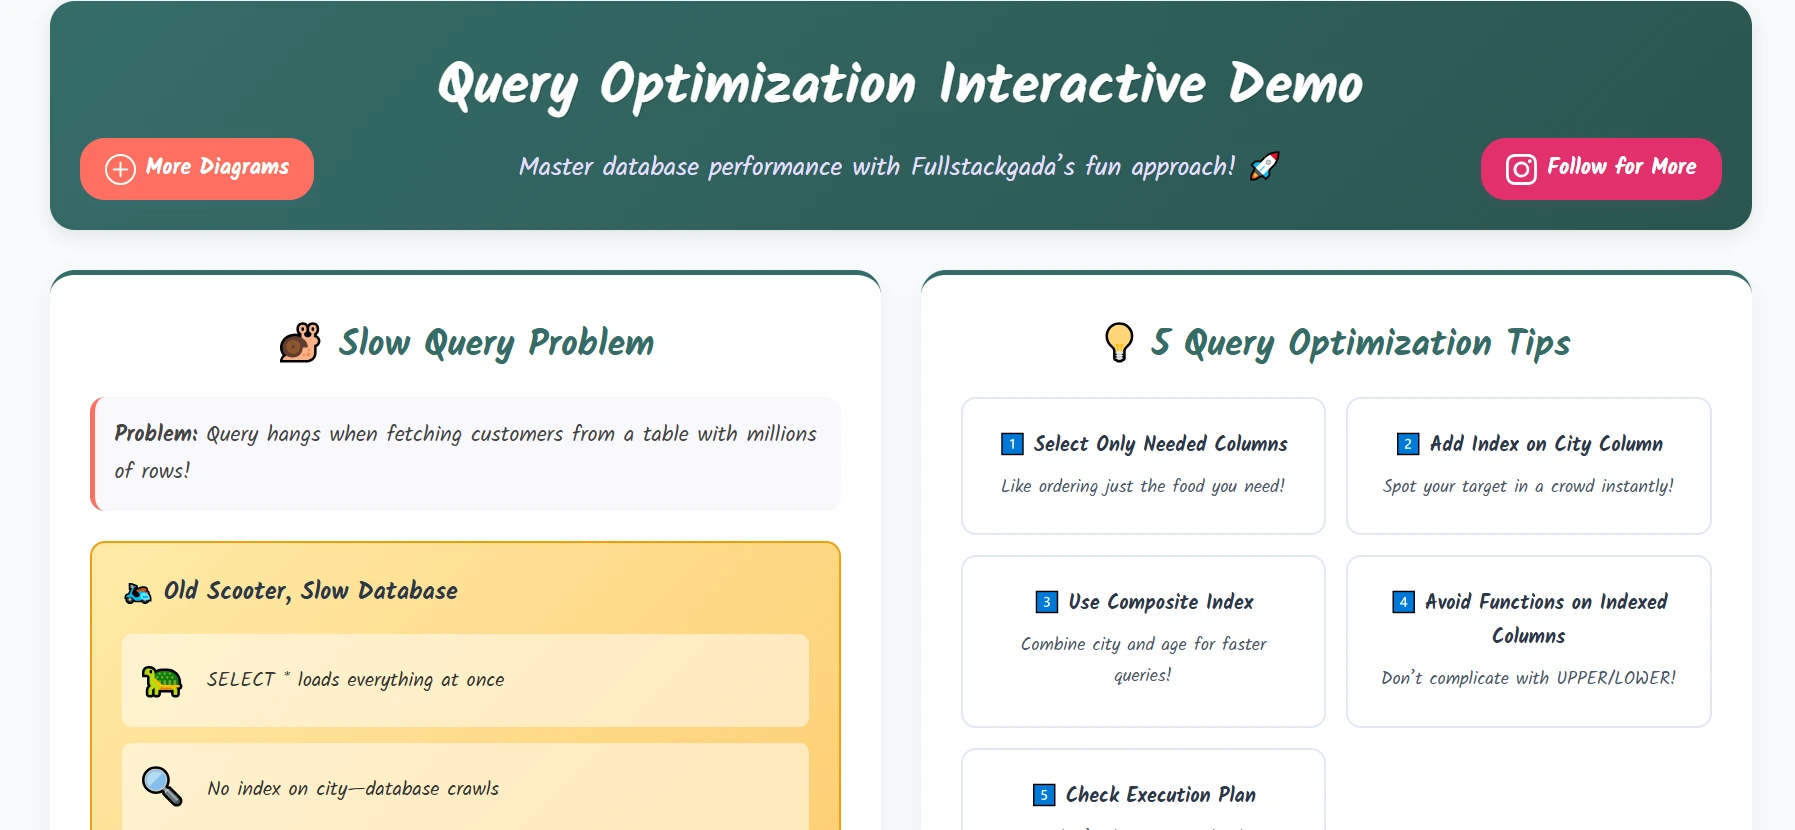 Query Optimization Interactive Demo
More Diagrams
Master database performance with Fullstackgada's fun approach! 🚀
Follow for More
🐌 Slow Query Problem
Problem: Query hangs when fetching customers from a table with millions
of rows!
🛵 Old Scooter, Slow Database
🐢 SELECT * loads everything at once
🔍 No index on city—database crawls
💡 5 Query Optimization Tips
1️⃣ Select Only Needed Columns
Like ordering just the food you need!
2️⃣ Add Index on City Column
Spot your target in a crowd instantly!
3️⃣ Use Composite Index
Combine city and age for faster
queries!
4️⃣ Avoid Functions on Indexed
Columns
Don't complicate with UPPER/LOWER!
5️⃣ Check Execution Plan